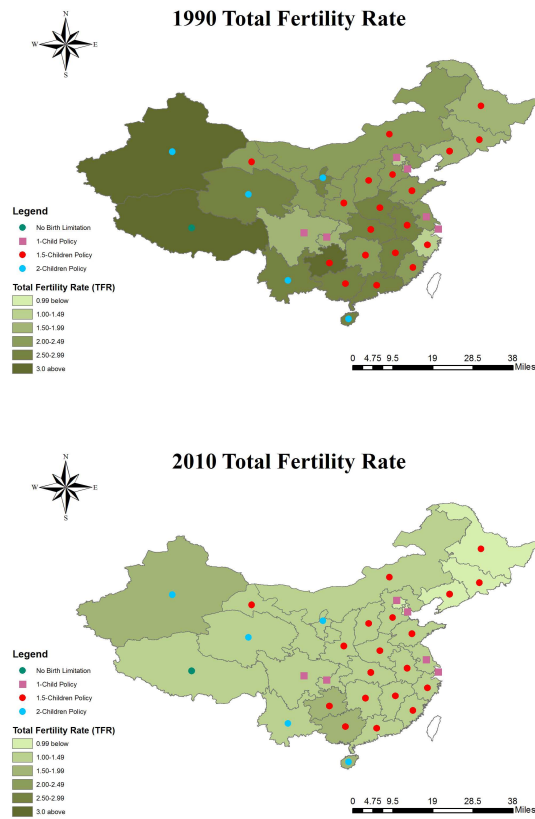 1990 Total Fertility Rate
N
W E
S
Legend
No Birth Limitation
1-Child Policy
1.5-Children Policy
2-Children Policy
Total Fertility Rate (TFR)
0.99 below
1.00-1.49
1.50-1.99
2.00-2.49
2.50-2.99
3.0 above
0 4.75 9.5 19 28.5 38
Miles
2010 Total Fertility Rate
N
W E
S
Legend
No Birth Limitation
1-Child Policy
1.5-Children Policy
2-Children Policy
Total Fertility Rate (TFR)
0.99 below
1.00-1.49
1.50-1.99
2.00-2.49
2.50-2.99
3.0 above
0 4.75 9.5 19 28.5 38
Miles